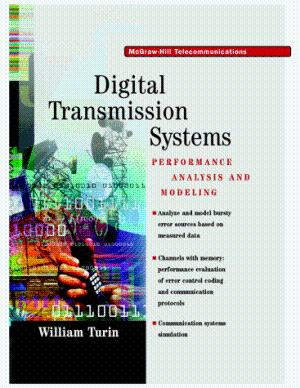 McGraw-Hill Telecommunications
Digital
Transmission
Systems
PERFORMANCE
ANALYSIS AND
MODELING
Analyze and model bursty
error sources based on
measured data
Channels with memory:
performance evaluation
of error control coding
and communication
protocols
Communication systems
simulation
William Turin